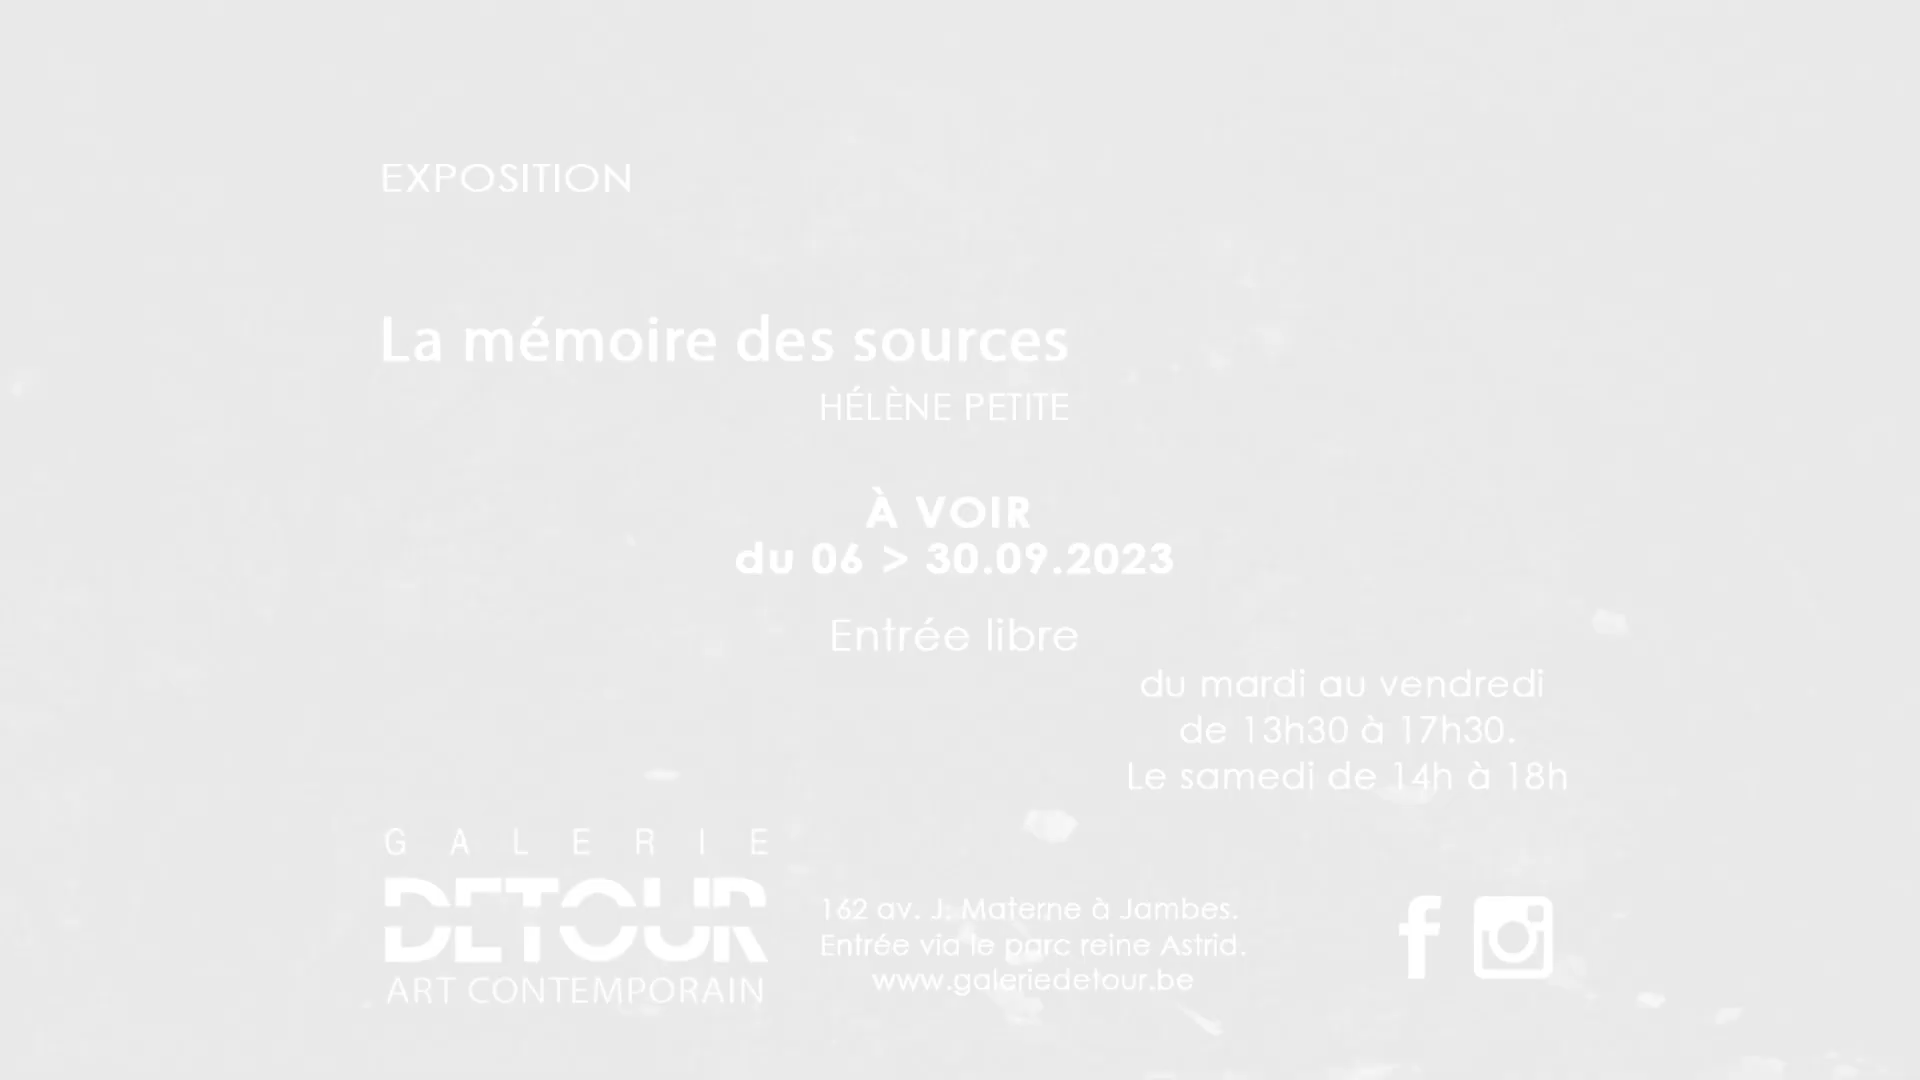 EXPOSITION
La mémoire des sources
HÉLÈNE PETITE
À VOIR
du 06 > 30.09.2023
Entrée libre
du mardi au vendredi
de 13h30 à 17h30.
Le samedi de 14h à 18h
GALERIE
DETOUR
ART CONTEMPORAIN
162 av. J. Materne à Jambes.
Entrée via le parc reine Astrid.
www.galeriedetour.be